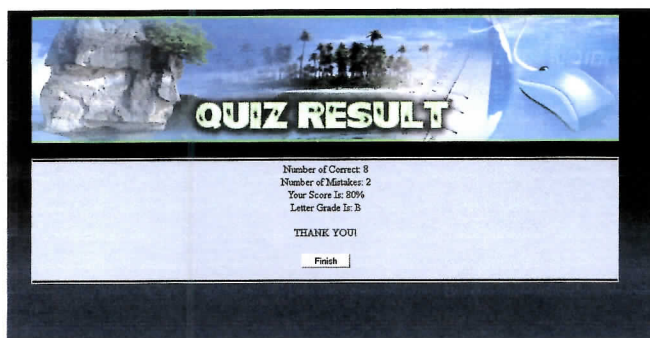 QUIZ RESULT
Number of Correct: 8
Number of Mistakes: 2
Your Score Is: 80%
Letter Grade Is: B
THANK YOU!
Finish